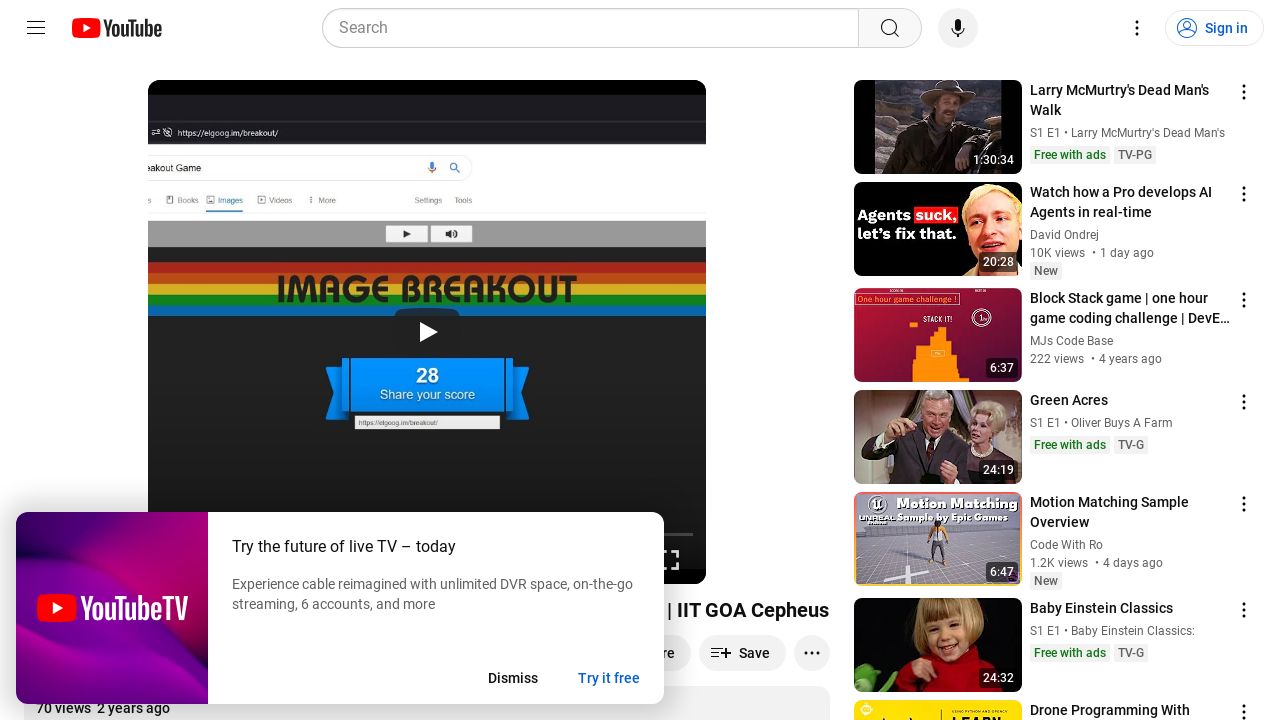 YouTube
Search
Sign in
https://elgoog.im/breakout/
eakout Game
s
Books
Images
Videos
More
Settings
Tools
IMAGE BREAKOUT
28
Share your score
https://elgoog.im/breakout/
| IIT GOA Cepheus
re
Save
70 views 2 years ago
YouTubeTV
Try the future of live TV – today
Experience cable reimagined with unlimited DVR space, on-the-go
streaming, 6 accounts, and more
Dismiss
Try it free
1:30:34
Larry McMurtry's Dead Man's
Walk
S1 E1 • Larry McMurtry's Dead Man's
Free with ads
TV-PG
Agents suck,
let's fix that.
20:28
Watch how a Pro develops AI
Agents in real-time
David Ondrej
10K views • 1 day ago
New
One hour game challenge !
STACK IT!
6:37
Block Stack game | one hour
game coding challenge | DevE…
MJs Code Base
222 views • 4 years ago
24:19
Green Acres
S1 E1 • Oliver Buys A Farm
Free with ads
TV-G
Motion Matching
Sample by Epic Games
UNREAL
6:47
Motion Matching Sample
Overview
Code With Ro
1.2K views • 4 days ago
New
24:32
Baby Einstein Classics
S1 E1 • Baby Einstein Classics:
Free with ads
TV-G
Drone Programming With